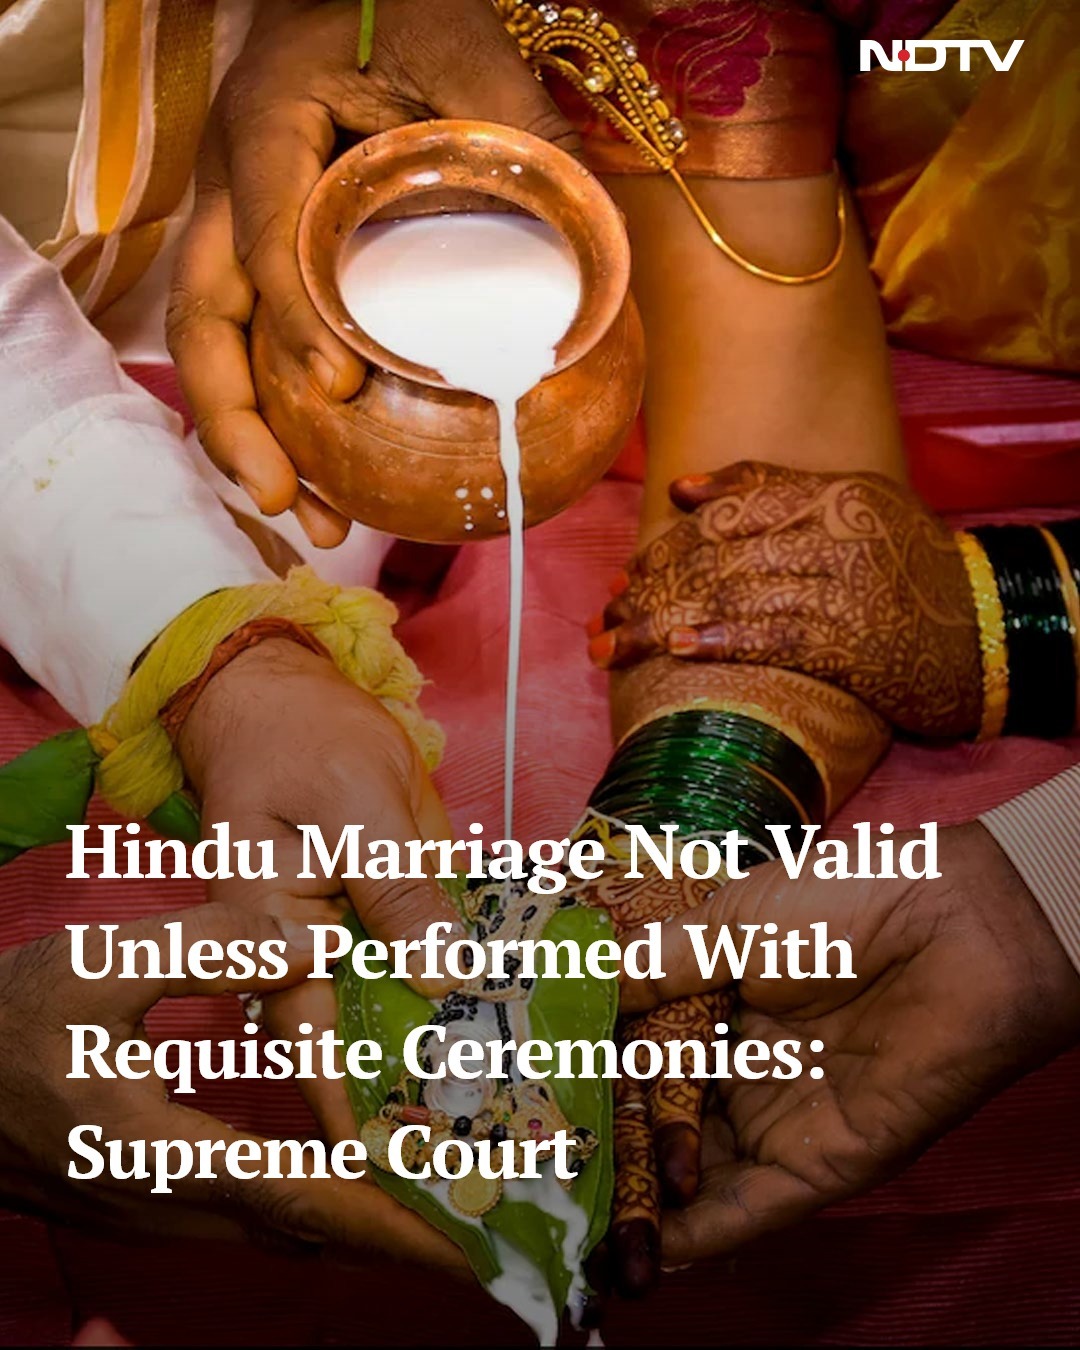 NDTV
Hindu Marriage Not Valid
Unless Performed With
Requisite Ceremonies:
Supreme Court